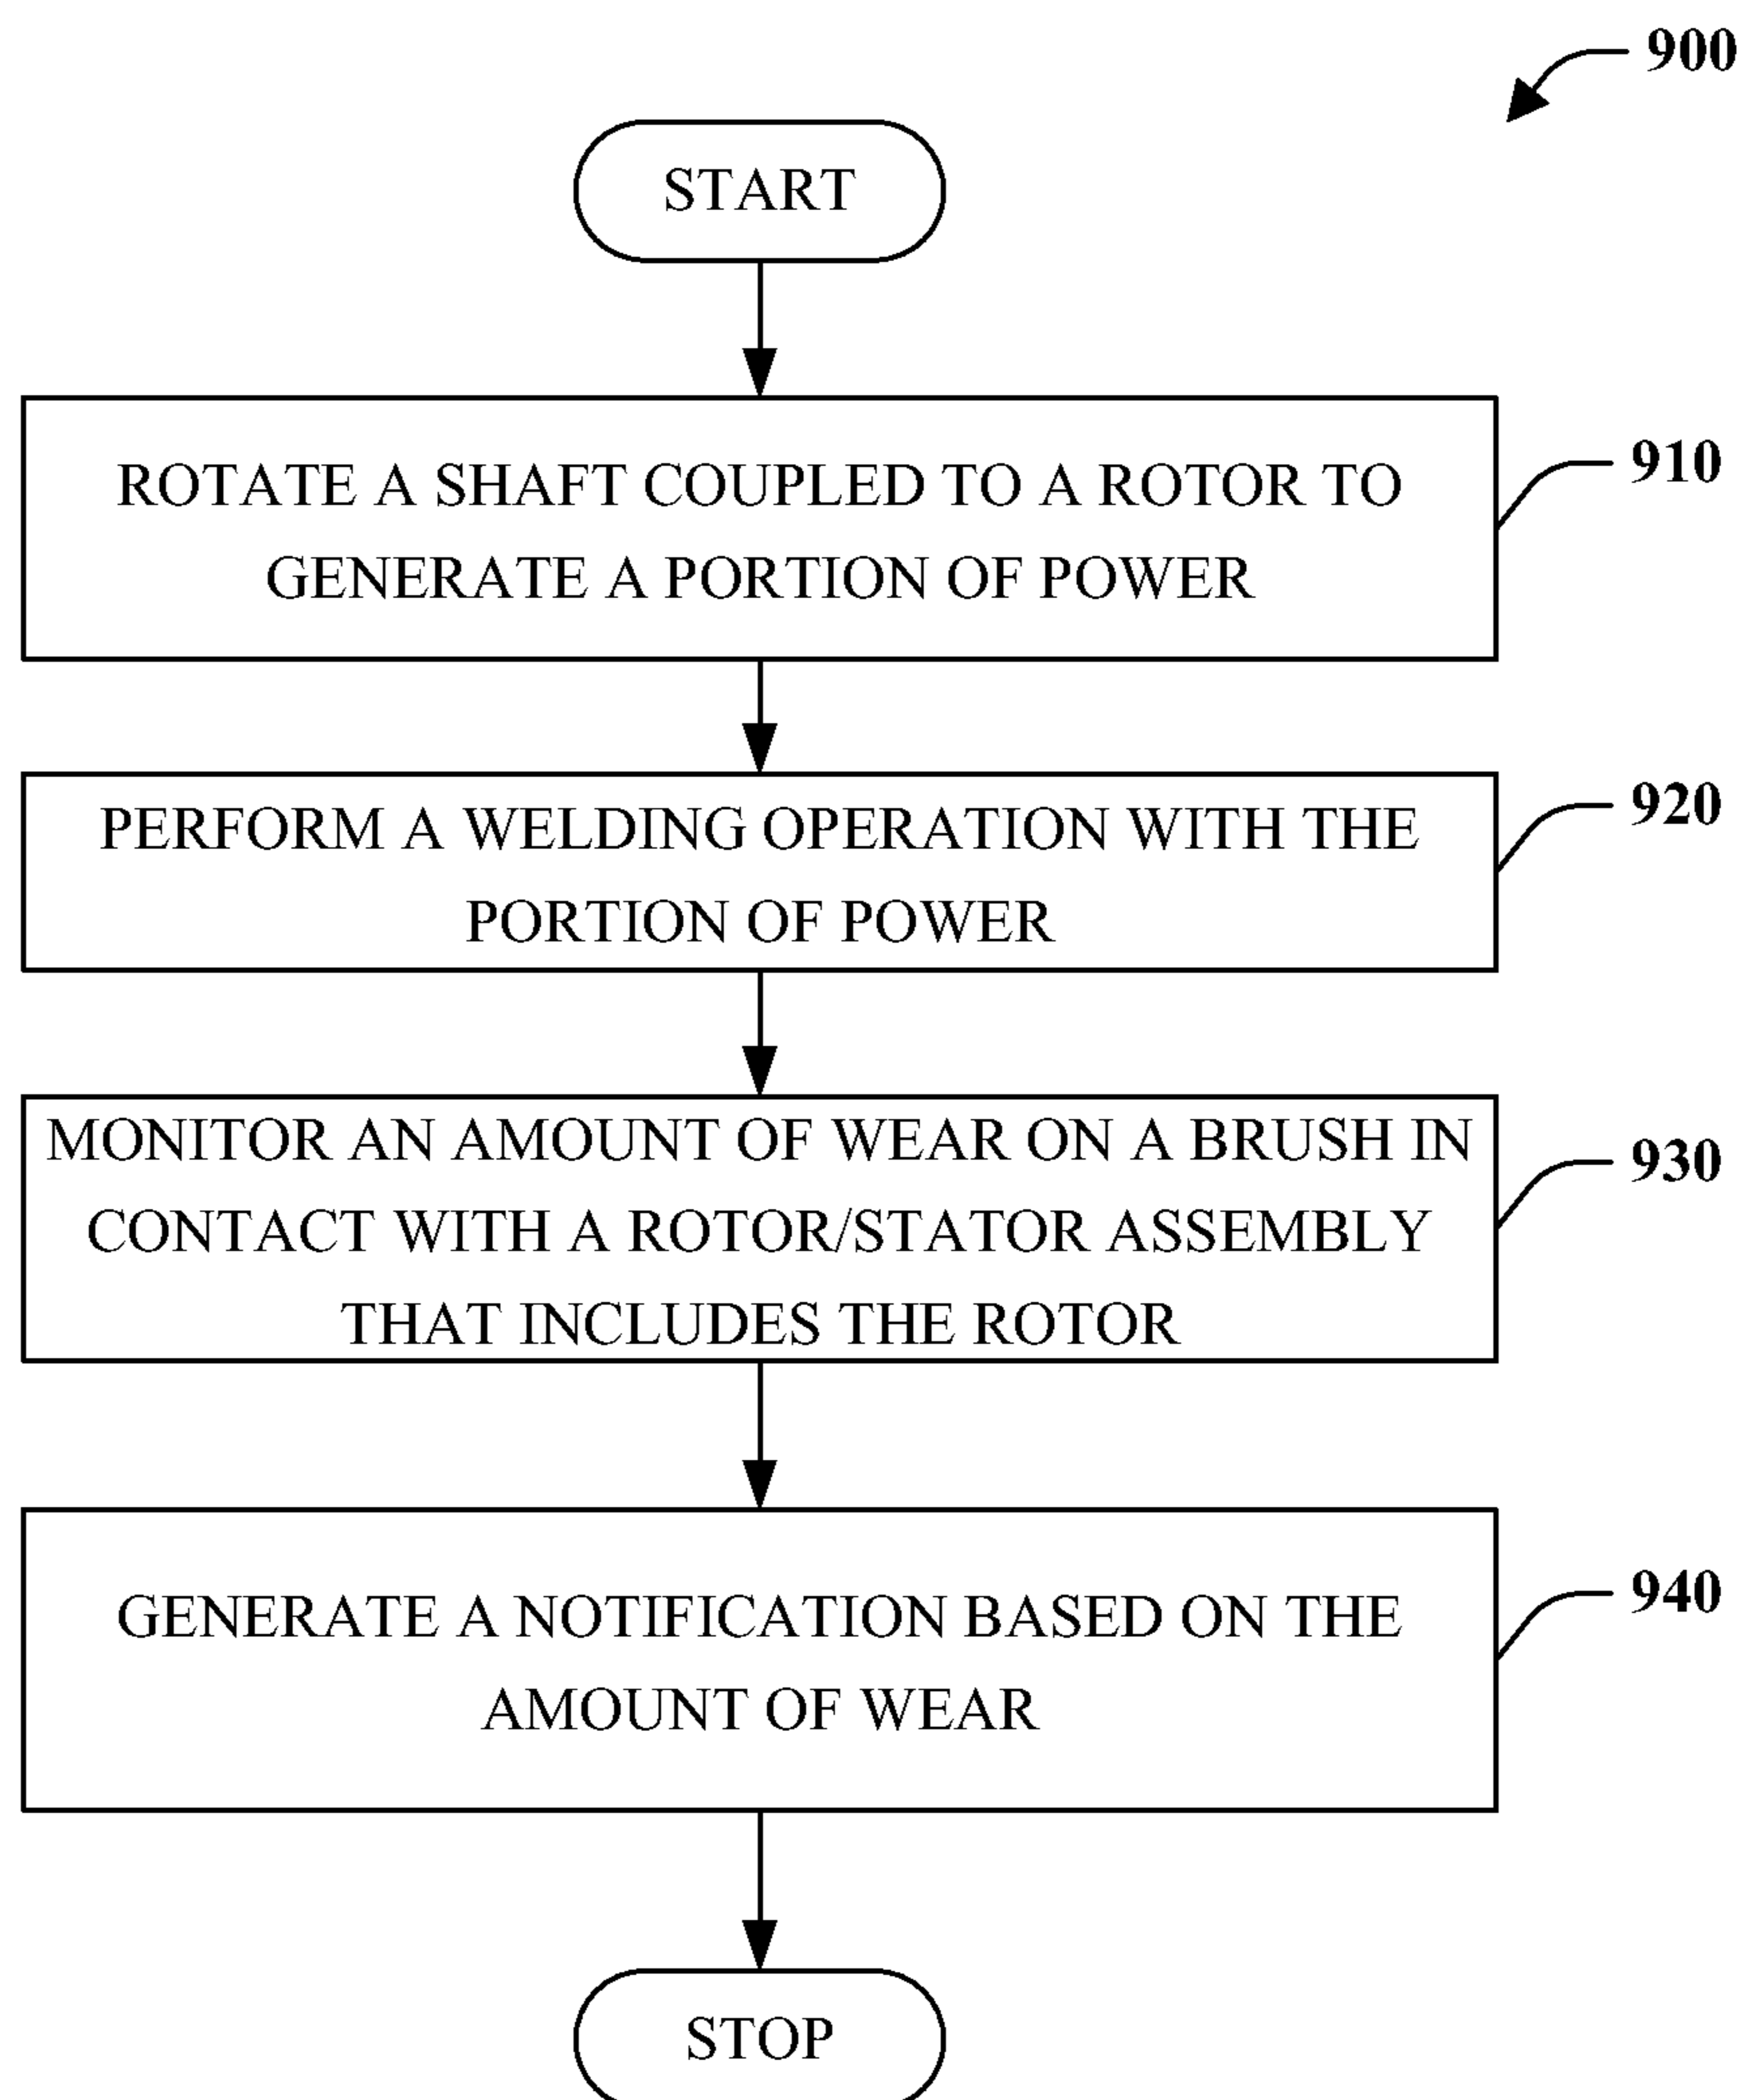 900
START
ROTATE A SHAFT COUPLED TO A ROTOR TO
GENERATE A PORTION OF POWER
910
PERFORM A WELDING OPERATION WITH THE
PORTION OF POWER
920
MONITOR AN AMOUNT OF WEAR ON A BRUSH IN
CONTACT WITH A ROTOR/STATOR ASSEMBLY
THAT INCLUDES THE ROTOR
930
GENERATE A NOTIFICATION BASED ON THE
AMOUNT OF WEAR
940
STOP